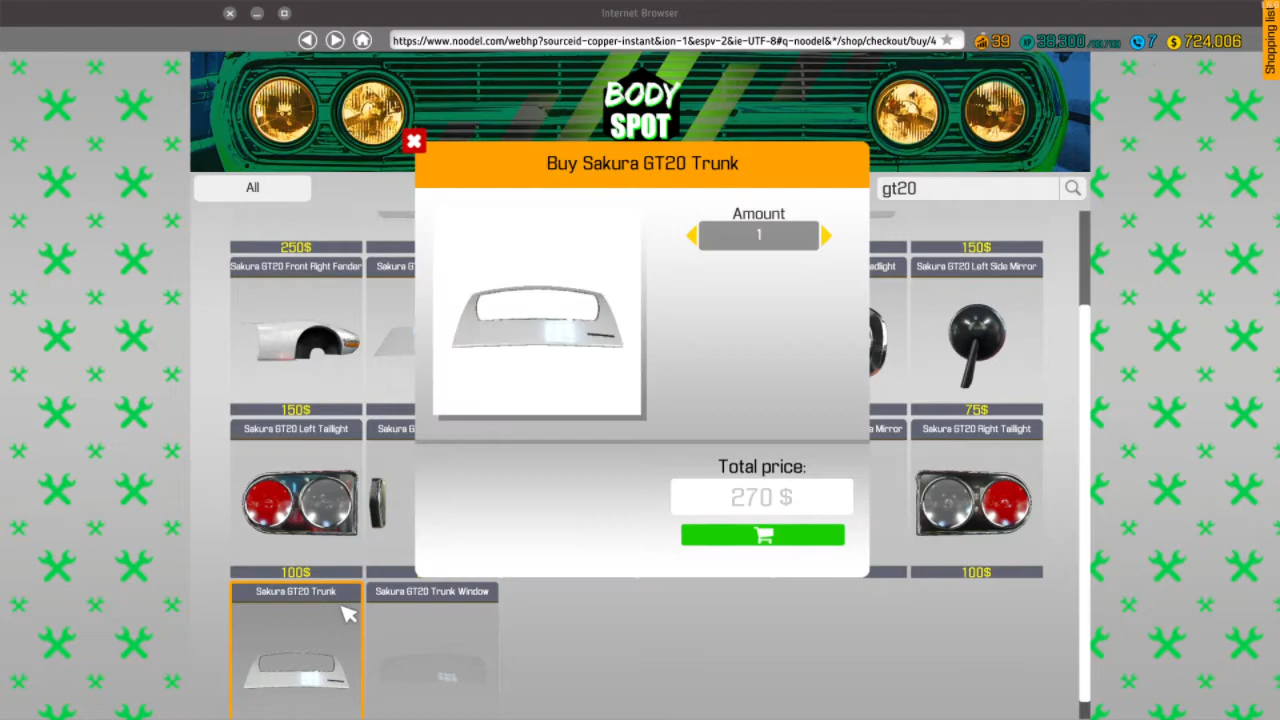 Internet Browser
https://www.noodel.com/webhp?sourceid-copper-instant&ion-1&espv-2&ie-UTF-8#q-noodel&*/shop/checkout/buy/4
39
38,300
7
724,006
Shopping list
BODY
SPOT
Buy Sakura GT20 Trunk
All
gt20
Amount
1
250$
150$
Sakura GT20 Front Right Fender
Sakura GT20 Left Side Mirror
150$
75$
Sakura GT20 Left Taillight
Mirror
Sakura GT20 Right Taillight
Total price:
270 $
100$
100$
Sakura GT20 Trunk
Sakura GT20 Trunk Window